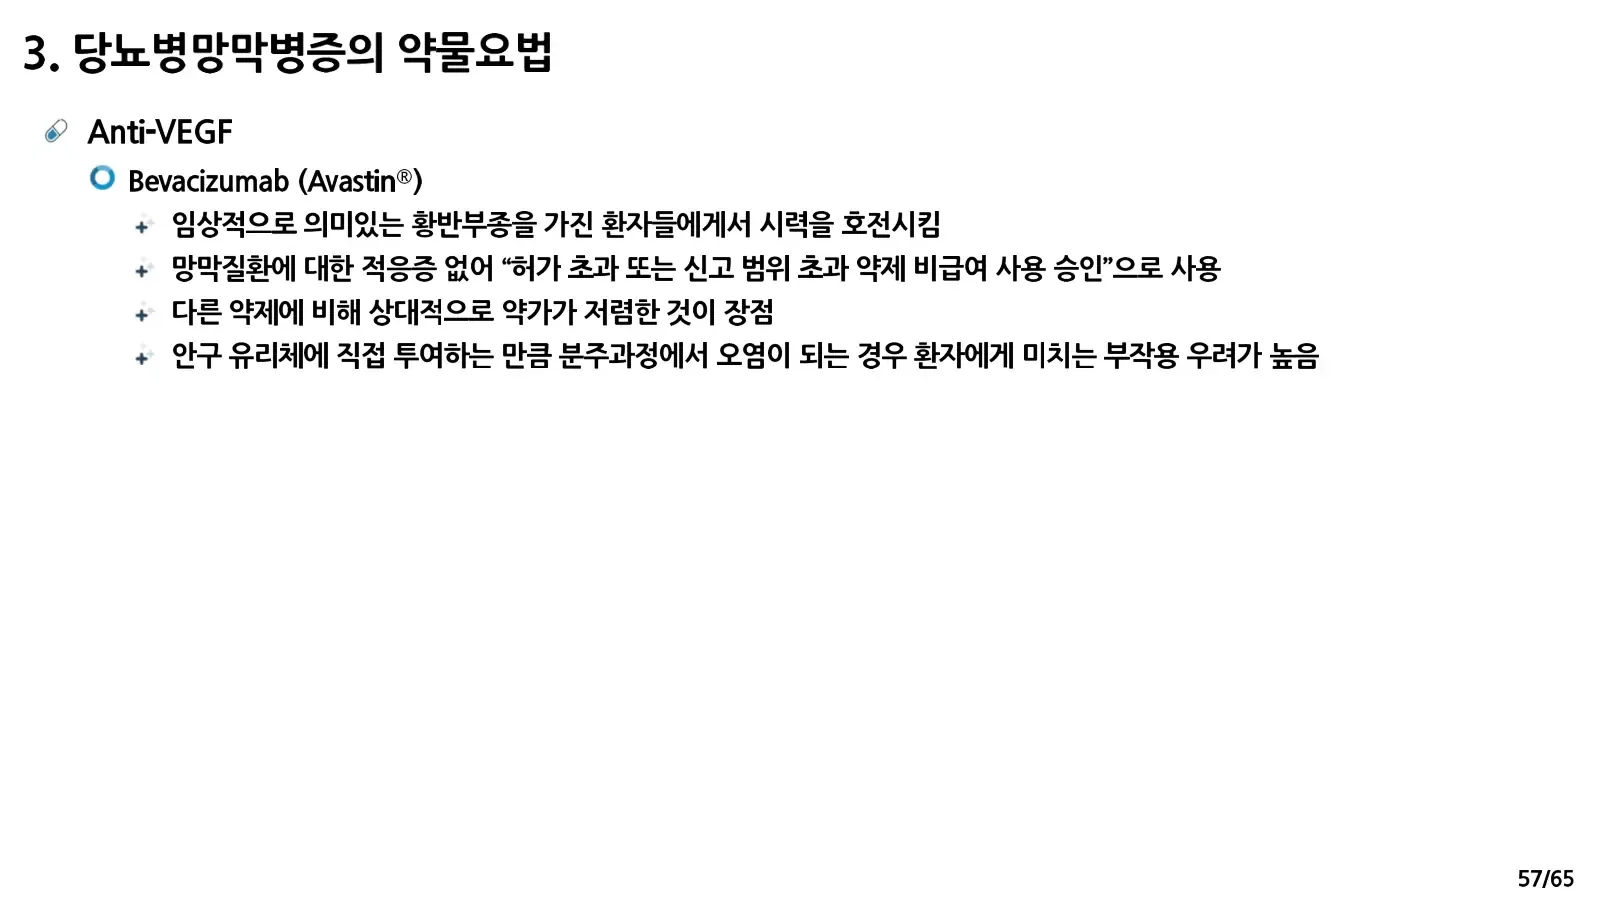 3. 당뇨병망막병증의 약물요법
Anti-VEGF
Bevacizumab (Avastin®)
임상적으로 의미있는 황반부종을 가진 환자들에게서 시력을 호전시킴
망막질환에 대한 적응증 없어 “허가 초과 또는 신고 범위 초과 약제 비급여 사용 승인”으로 사용
다른 약제에 비해 상대적으로 약가가 저렴한 것이 장점
안구 유리체에 직접 투여하는 만큼 분주과정에서 오염이 되는 경우 환자에게 미치는 부작용 우려가 높음
57/65